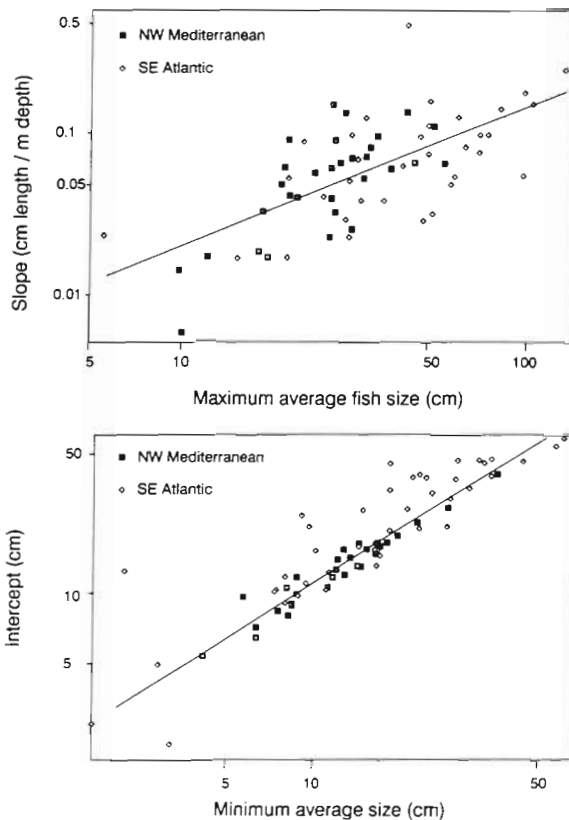 0.5
NW Mediterranean
SE Atlantic
0.1
0.05
0.01
Slope (cm length / m depth)
5 10 50 100
Maximum average fish size (cm)
50
NW Mediterranean
SE Atlantic
10
5
Intercept (cm)
5 10 50
Minimum average size (cm)